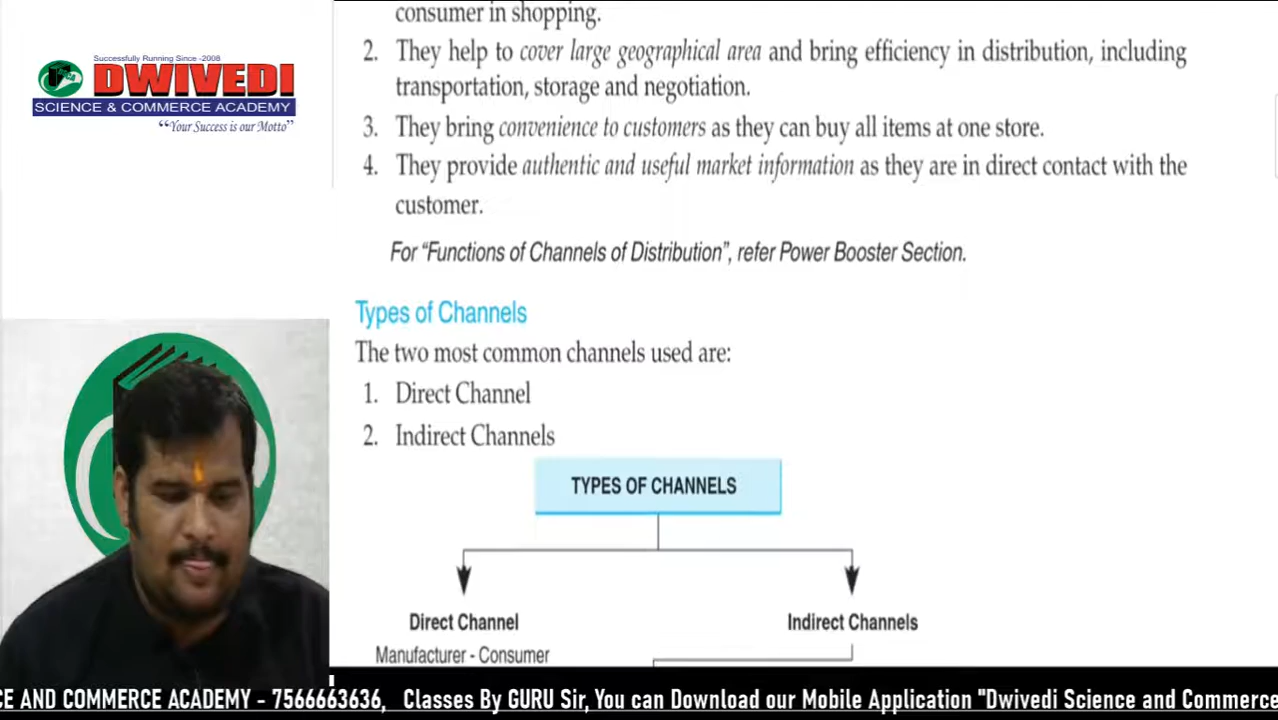 consumer in shopping.
2. They help to cover large geographical area and bring efficiency in distribution, including
transportation, storage and negotiation.
3. They bring convenience to customers as they can buy all items at one store.
4. They provide authentic and useful market information as they are in direct contact with the
customer.
For “Functions of Channels of Distribution”, refer Power Booster Section.
Types of Channels
The two most common channels used are:
1. Direct Channel
2. Indirect Channels
TYPES OF CHANNELS
Direct Channel
Indirect Channels
Manufacturer - Consumer
Successfully Running Since -2008
DWIVEDI
SCIENCE & COMMERCE ACADEMY
“Your Success is our Motto”
CE AND COMMERCE ACADEMY - 7566663636, Classes By GURU Sir, You can Download our Mobile Application "Dwivedi Science and Commerce